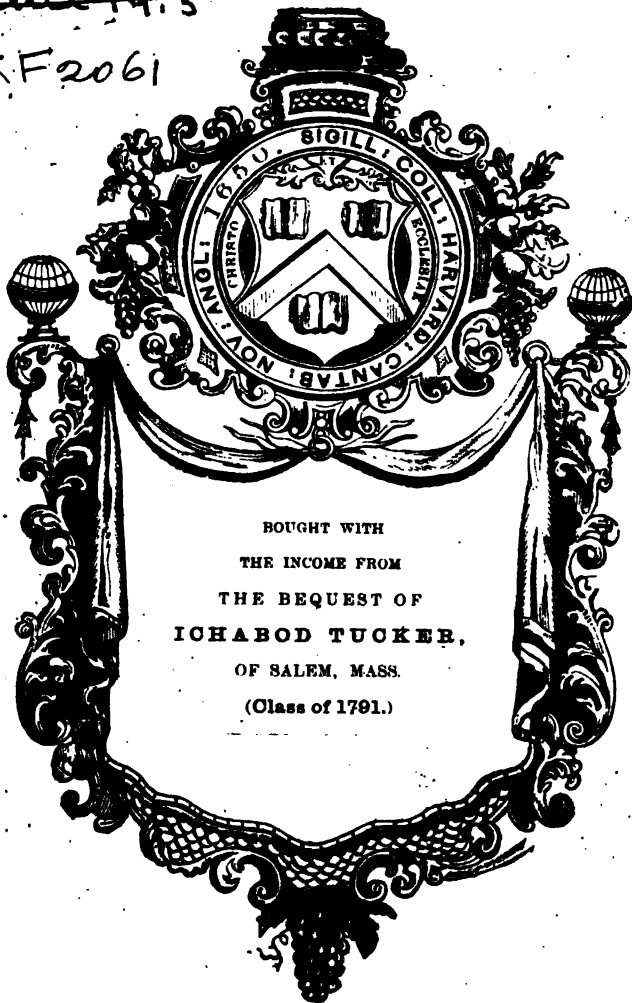 KF2061
SIGILL: COLL: HARVARD: CANTAB: NOV: ANGL: 1650.
CHRISTO
ET
ECCLESIAE
BOUGHT WITH
THE INCOME FROM
THE BEQUEST OF
ICHABOD TUCKER,
OF SALEM, MASS.
(Class of 1791.)